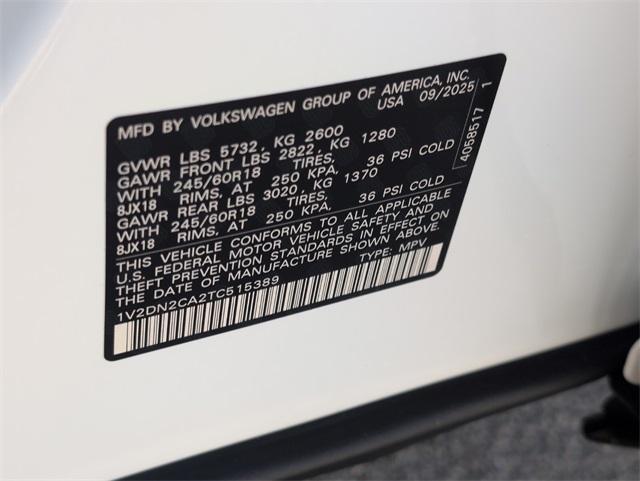 MFD BY VOLKSWAGEN GROUP OF AMERICA, INC.
USA 09/2025 1
GVWR LBS 5732 , KG 2600
GAWR FRONT LBS 2822, KG 1280
WITH 245/60R18 TIRES,
8JX18 RIMS, AT 250 KPA, 36 PSI COLD
GAWR REAR LBS 3020, KG 1370
WITH 245/60R18 TIRES,
8JX18 RIMS, AT 250 KPA, 36 PSI COLD
THIS VEHICLE CONFORMS TO ALL APPLICABLE
U.S. FEDERAL MOTOR VEHICLE SAFETY AND
THEFT PREVENTION STANDARDS IN EFFECT ON
THE DATE OF MANUFACTURE SHOWN ABOVE.
1V2DN2CA2TC515389 TYPE: MPV
4058517